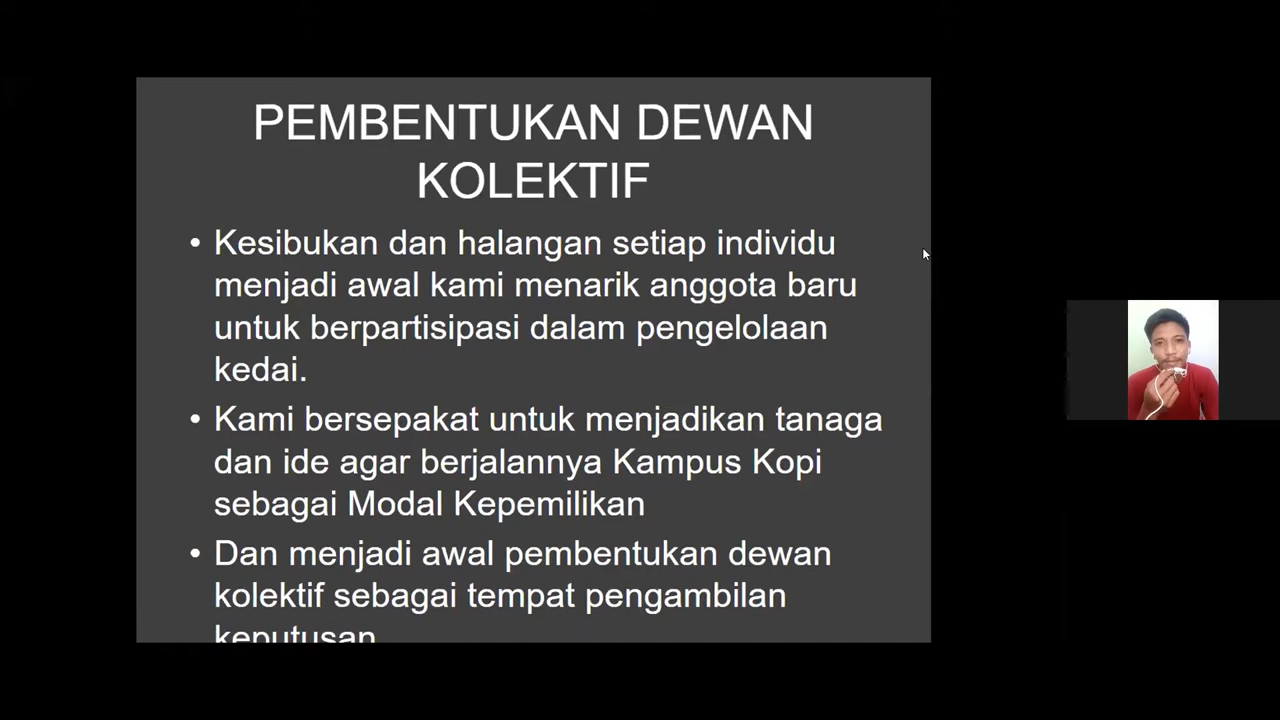 PEMBENTUKAN DEWAN
KOLEKTIF
• Kesibukan dan halangan setiap individu
menjadi awal kami menarik anggota baru
untuk berpartisipasi dalam pengelolaan
kedai.
• Kami bersepakat untuk menjadikan tanaga
dan ide agar berjalannya Kampus Kopi
sebagai Modal Kepemilikan
• Dan menjadi awal pembentukan dewan
kolektif sebagai tempat pengambilan
keputusan